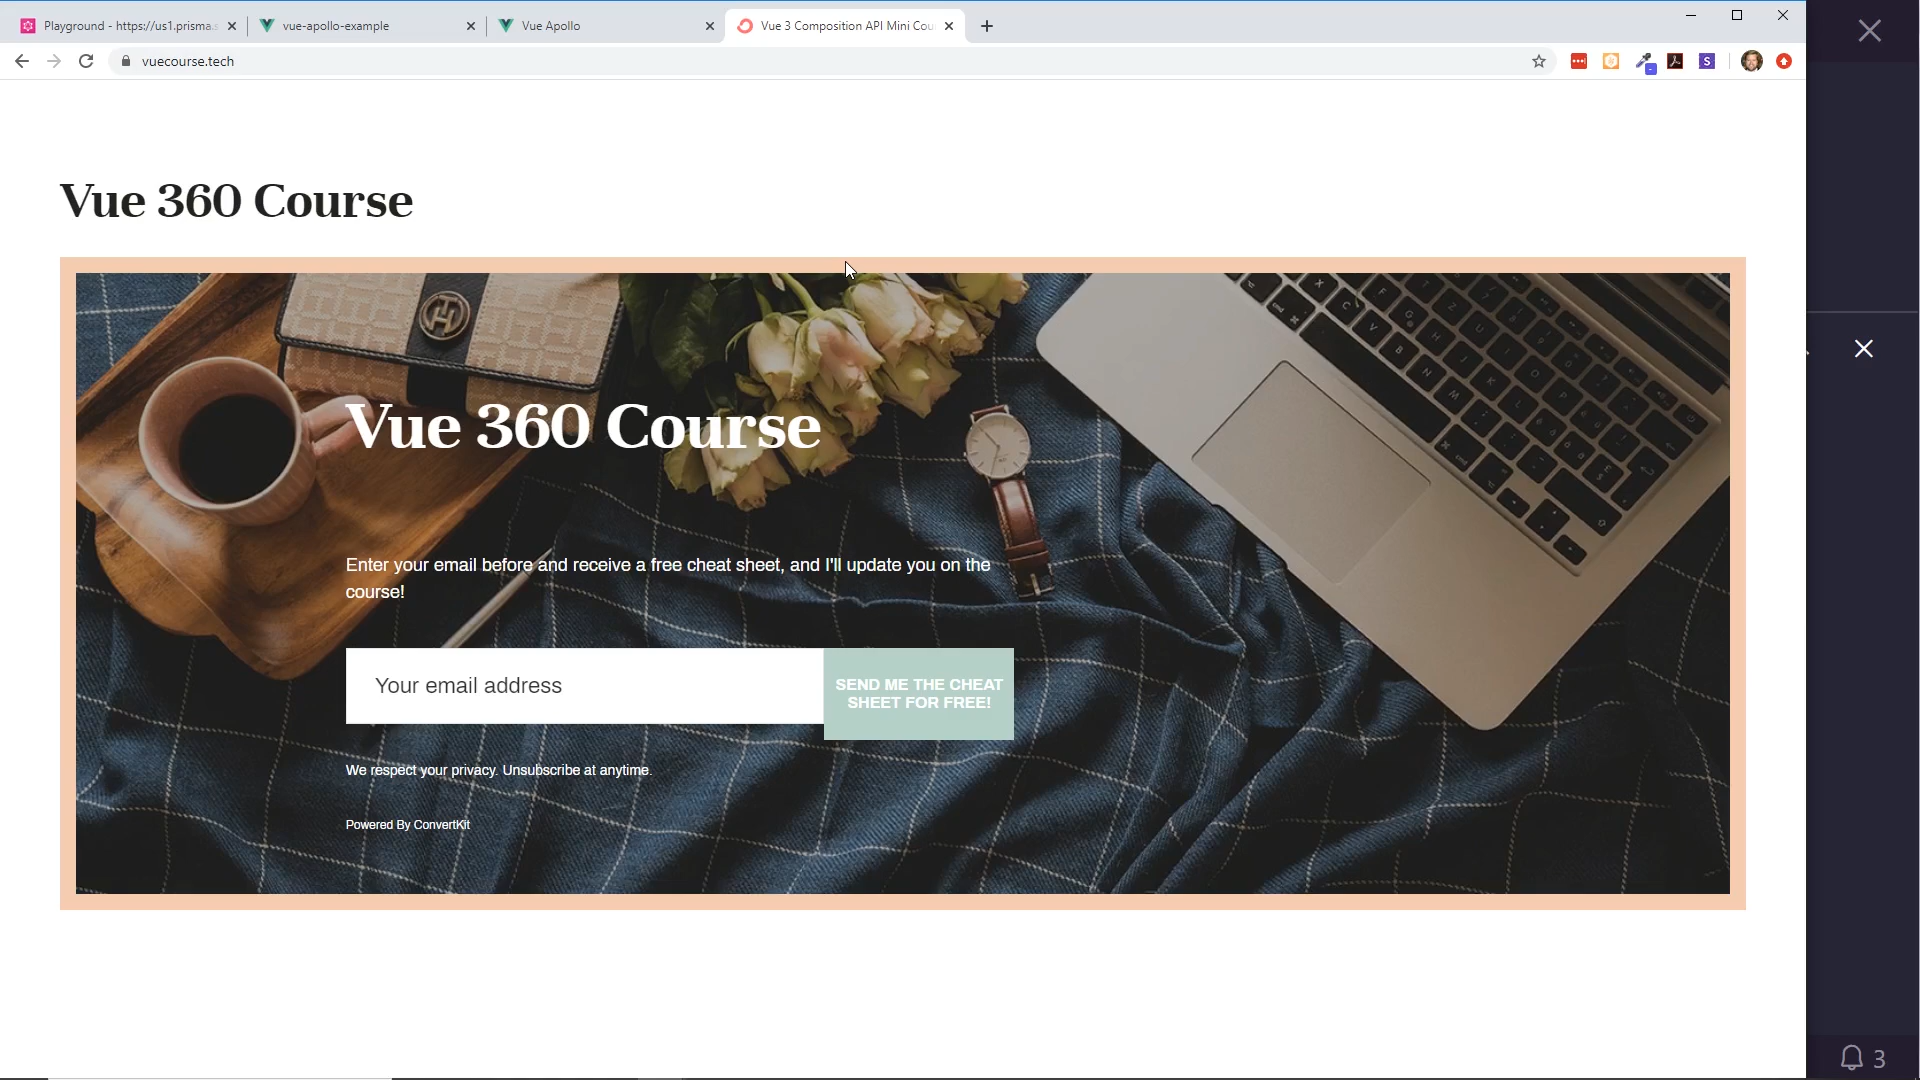 Playground - https://us1.prisma.s
vue-apollo-example
Vue Apollo
Vue 3 Composition API Mini Cou
vuecourse.tech
Vue 360 Course
Vue 360 Course
Enter your email before and receive a free cheat sheet, and I'll update you on the
course!
Your email address
SEND ME THE CHEAT
SHEET FOR FREE!
We respect your privacy. Unsubscribe at anytime.
Powered By ConvertKit
3